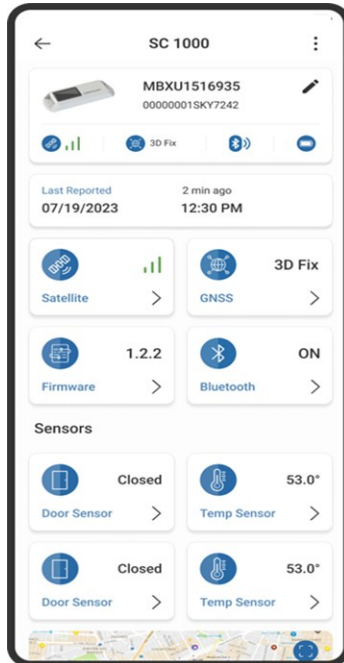 SC 1000
MBXU1516935
00000001SKY7242
3D Fix
Last Reported 2 min ago
07/19/2023 12:30 PM
3D Fix
Satellite GNSS
1.2.2 ON
Firmware Bluetooth
Sensors
Closed 53.0°
Door Sensor Temp Sensor
Closed 53.0°
Door Sensor Temp Sensor